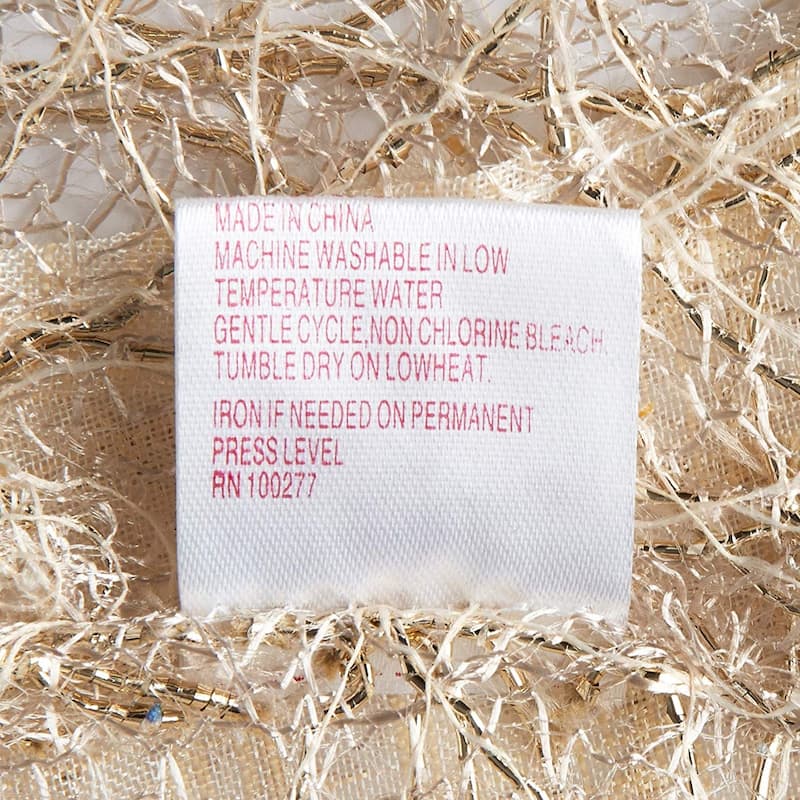 MADE IN CHINA
MACHINE WASHABLE IN LOW
TEMPERATURE WATER
GENTLE CYCLE,NON CHLORINE BLEACH.
TUMBLE DRY ON LOWHEAT.
IRON IF NEEDED ON PERMANENT
PRESS LEVEL
RN 100277